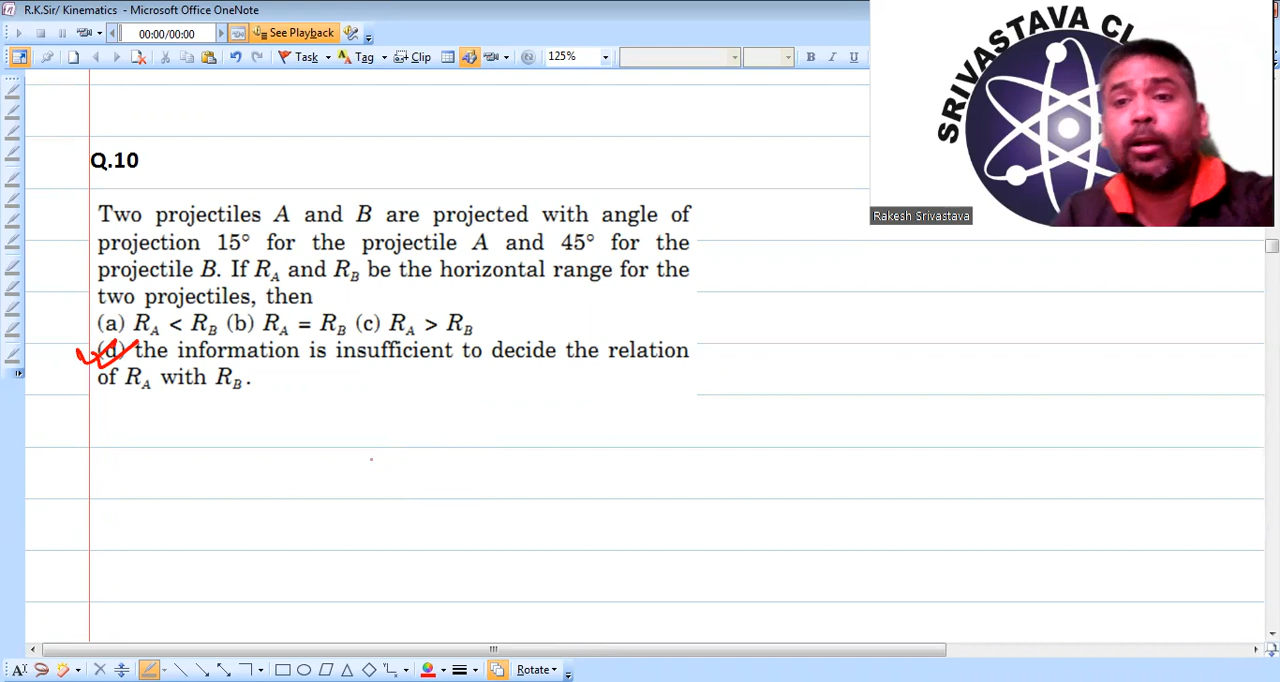 R.K.Sir/ Kinematics - Microsoft Office OneNote
00:00/00:00 See Playback
Task Tag Clip 125% B I U
SRIVASTAVA CL
Rakesh Srivastava
Q.10
Two projectiles A and B are projected with angle of
projection 15° for the projectile A and 45° for the
projectile B. If R_A and R_B be the horizontal range for the
two projectiles, then
(a) R_A < R_B (b) R_A = R_B (c) R_A > R_B
(d) the information is insufficient to decide the relation
of R_A with R_B.
Rotate